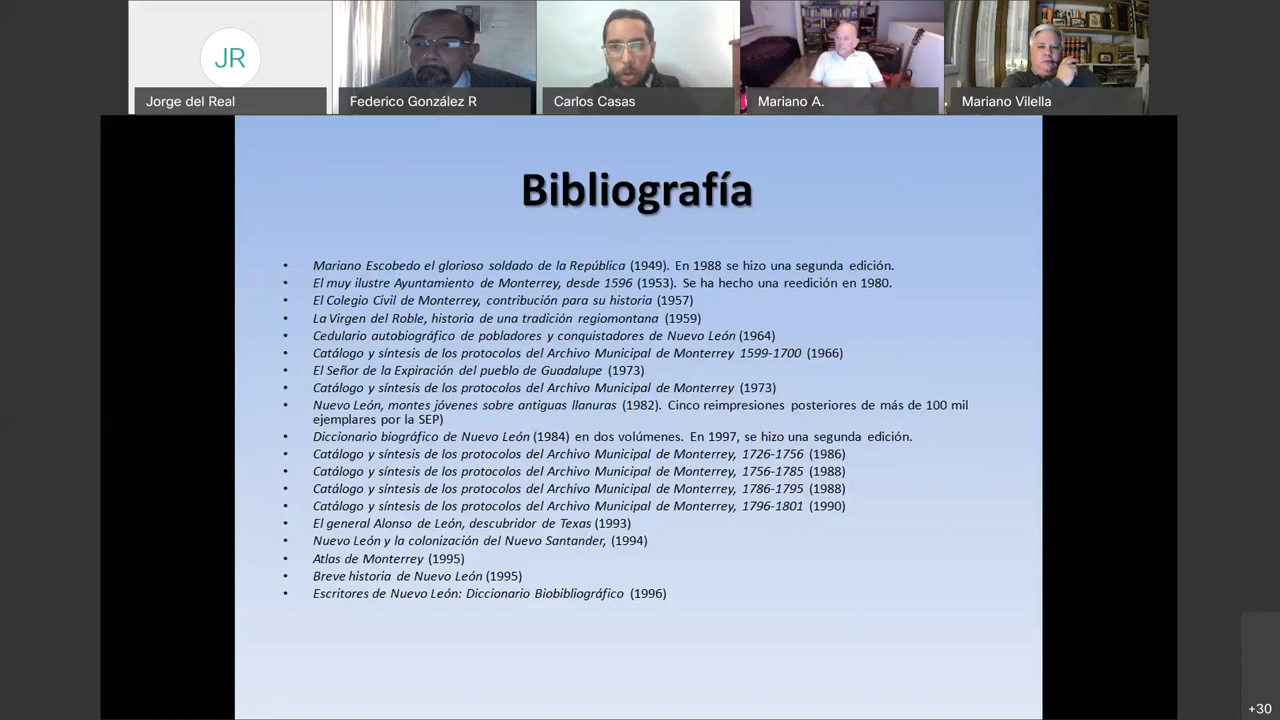 JR
Jorge del Real
Federico González R
Carlos Casas
Mariano A.
Mariano Vilella
Bibliografía
• Mariano Escobedo el glorioso soldado de la República (1949). En 1988 se hizo una segunda edición.
• El muy ilustre Ayuntamiento de Monterrey, desde 1596 (1953). Se ha hecho una reedición en 1980.
• El Colegio Civil de Monterrey, contribución para su historia (1957)
• La Virgen del Roble, historia de una tradición regiomontana (1959)
• Cedulario autobiográfico de pobladores y conquistadores de Nuevo León (1964)
• Catálogo y síntesis de los protocolos del Archivo Municipal de Monterrey 1599-1700 (1966)
• El Señor de la Expiración del pueblo de Guadalupe (1973)
• Catálogo y síntesis de los protocolos del Archivo Municipal de Monterrey (1973)
• Nuevo León, montes jóvenes sobre antiguas llanuras (1982). Cinco reimpresiones posteriores de más de 100 mil
ejemplares por la SEP)
• Diccionario biográfico de Nuevo León (1984) en dos volúmenes. En 1997, se hizo una segunda edición.
• Catálogo y síntesis de los protocolos del Archivo Municipal de Monterrey, 1726-1756 (1986)
• Catálogo y síntesis de los protocolos del Archivo Municipal de Monterrey, 1756-1785 (1988)
• Catálogo y síntesis de los protocolos del Archivo Municipal de Monterrey, 1786-1795 (1988)
• Catálogo y síntesis de los protocolos del Archivo Municipal de Monterrey, 1796-1801 (1990)
• El general Alonso de León, descubridor de Texas (1993)
• Nuevo León y la colonización del Nuevo Santander, (1994)
• Atlas de Monterrey (1995)
• Breve historia de Nuevo León (1995)
• Escritores de Nuevo León: Diccionario Biobibliográfico (1996)
+30